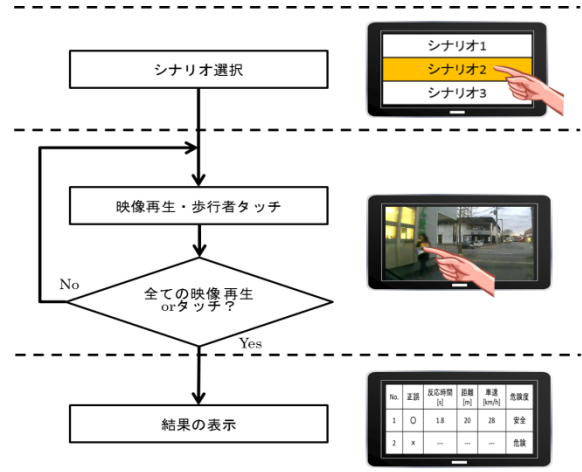 シナリオ選択
シナリオ1
シナリオ2
シナリオ3
映像再生・歩行者タッチ
全ての映像再生
orタッチ？
No
Yes
結果の表示
No. 正誤 反応時間 [s] 距離 [m] 車速 [km/h] 危険度
1 ○ 1.8 20 28 安全
2 × --- --- --- 危険